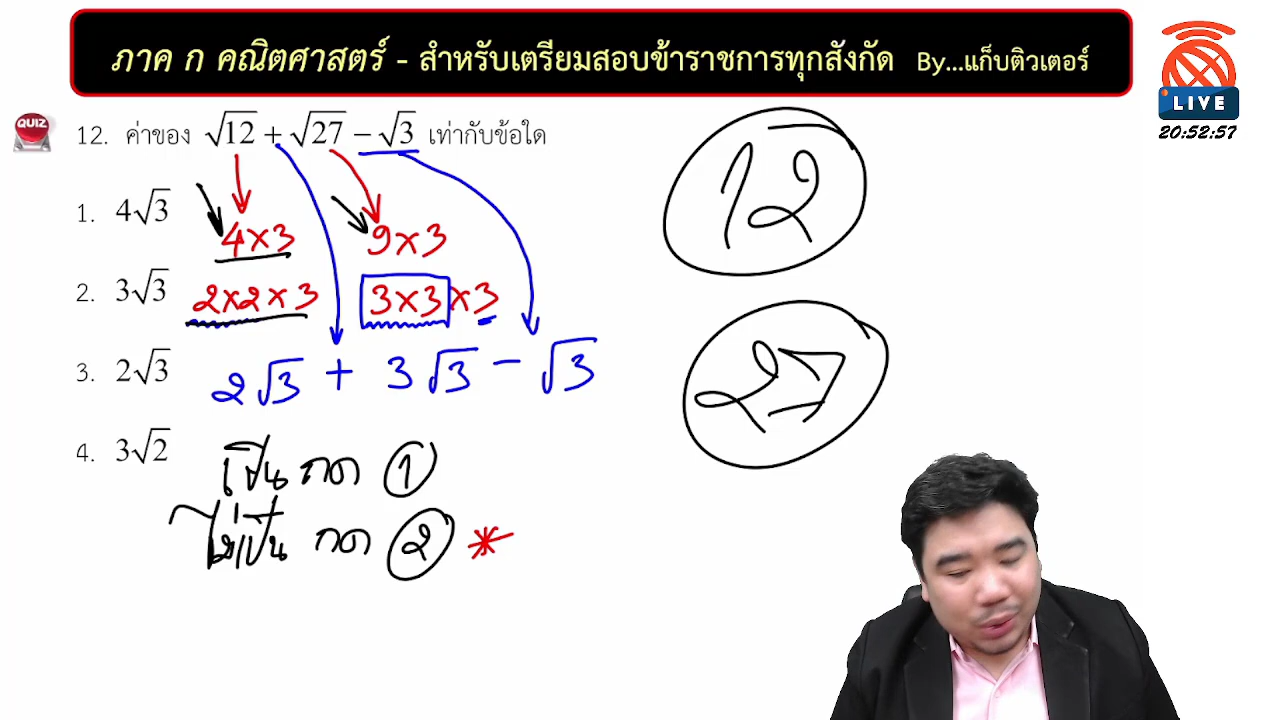 ภาค ก คณิตศาสตร์ - สำหรับเตรียมสอบข้าราชการทุกสังกัด By...แก็บติวเตอร์
LIVE
20:52:57
QUIZ
12. ค่าของ √12 + √27 − √3 เท่ากับข้อใด
12
1. 4√3
4×3 9×3
2. 3√3
2×2×3 3×3×3
27
3. 2√3
2√3 + 3√3 − √3
4. 3√2
เป็น กด 1
ไม่เป็น กด 2 *